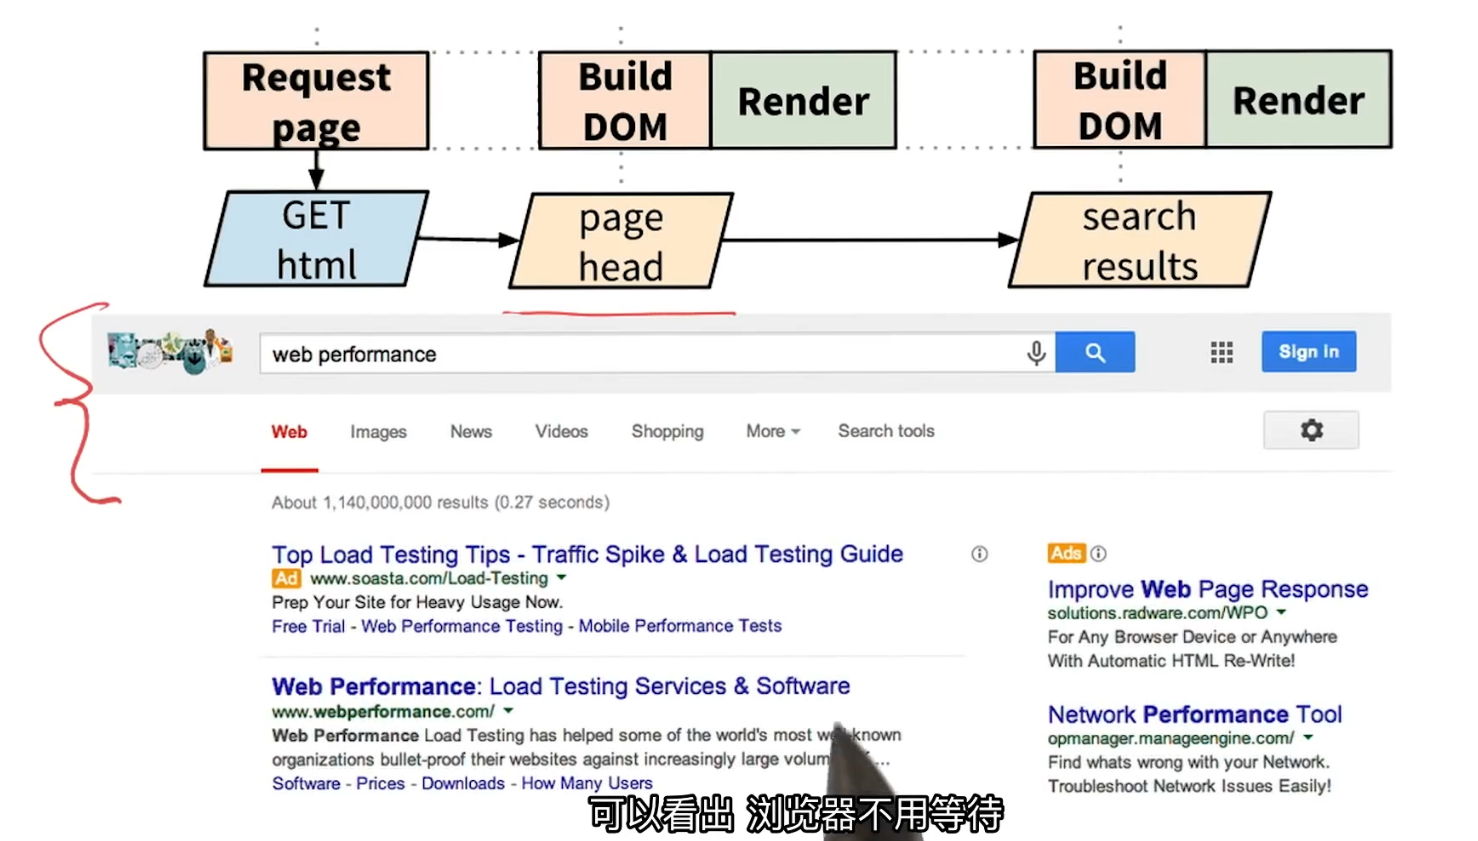 Request
page
Build
DOM
Render
Build
DOM
Render
GET
html
page
head
search
results
web performance
Sign in
Web
Images
News
Videos
Shopping
More
Search tools
About 1,140,000,000 results (0.27 seconds)
Top Load Testing Tips - Traffic Spike & Load Testing Guide
Ad www.soasta.com/Load-Testing
Prep Your Site for Heavy Usage Now.
Free Trial - Web Performance Testing - Mobile Performance Tests
Web Performance: Load Testing Services & Software
www.webperformance.com/
Web Performance Load Testing has helped some of the world's most known
organizations bullet-proof their websites against increasingly large ...
Software - Prices - Downloads - How Many Users
Ads
Improve Web Page Response
solutions.radware.com/WPO
For Any Browser Device or Anywhere
With Automatic HTML Re-Write!
Network Performance Tool
opmanager.manageengine.com/
Find whats wrong with your Network.
Troubleshoot Network Issues Easily!
可以看出 浏览器不用等待